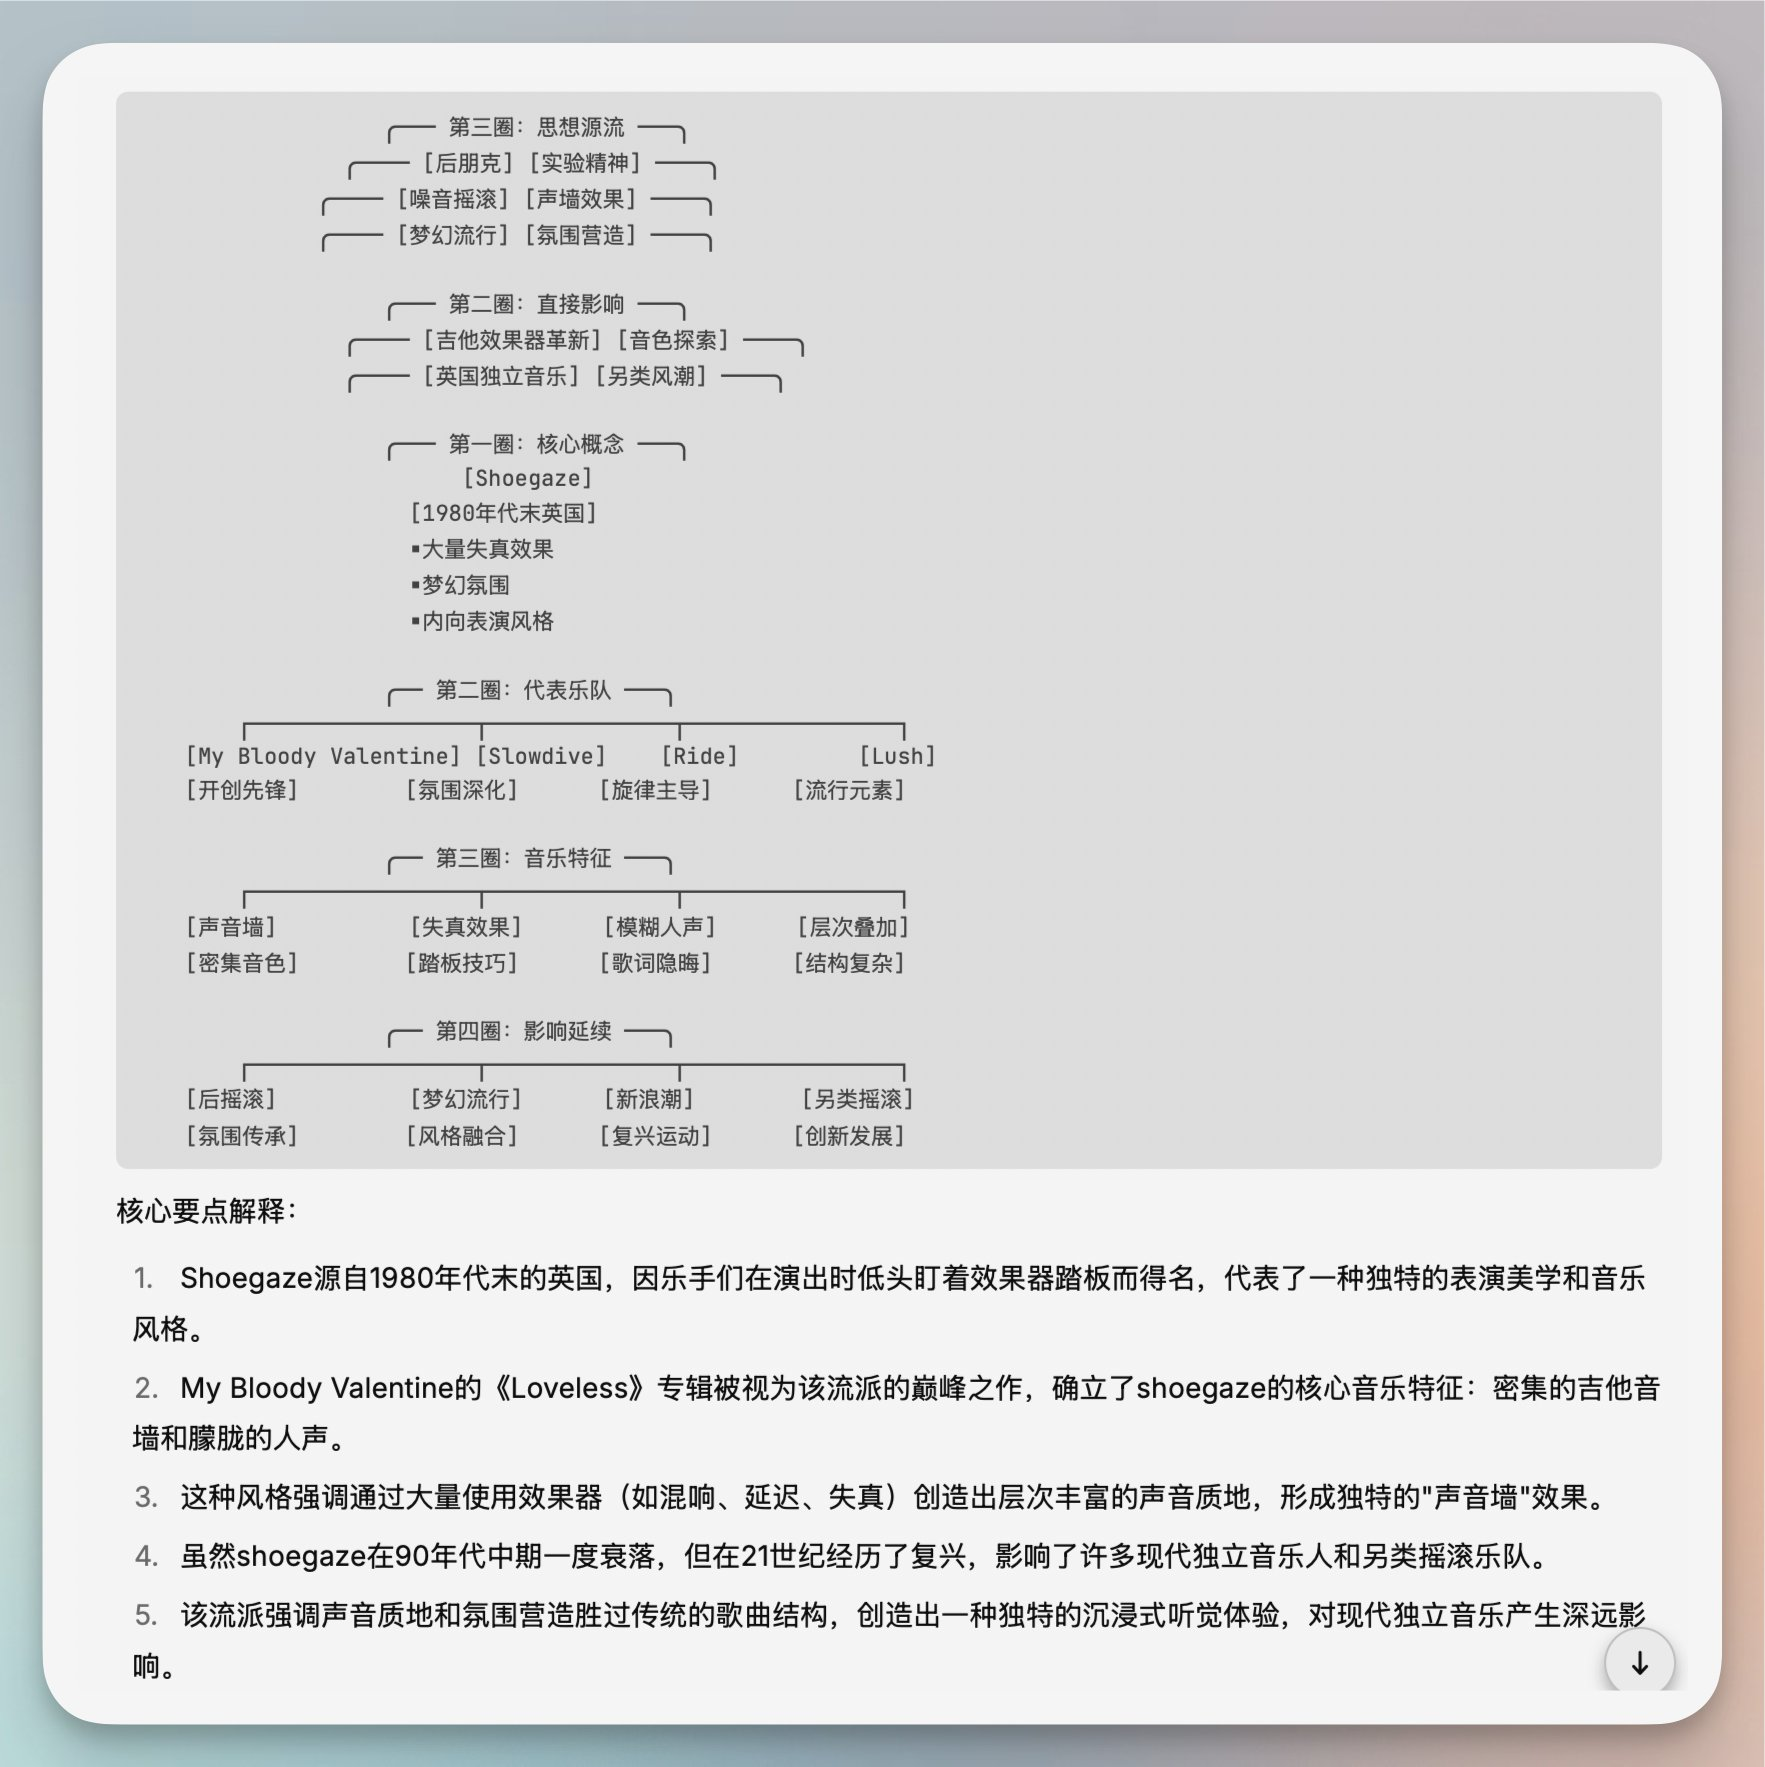 第三圈：思想源流
[后朋克] [实验精神]
[噪音摇滚] [声墙效果]
[梦幻流行] [氛围营造]
第二圈：直接影响
[吉他效果器革新] [音色探索]
[英国独立音乐] [另类风潮]
第一圈：核心概念
[Shoegaze]
[1980年代末英国]
▪大量失真效果
▪梦幻氛围
▪内向表演风格
第二圈：代表乐队
[My Bloody Valentine] [Slowdive] [Ride] [Lush]
[开创先锋] [氛围深化] [旋律主导] [流行元素]
第三圈：音乐特征
[声音墙] [失真效果] [模糊人声] [层次叠加]
[密集音色] [踏板技巧] [歌词隐晦] [结构复杂]
第四圈：影响延续
[后摇滚] [梦幻流行] [新浪潮] [另类摇滚]
[氛围传承] [风格融合] [复兴运动] [创新发展]
核心要点解释：
1. Shoegaze源自1980年代末的英国，因乐手们在演出时低头盯着效果器踏板而得名，代表了一种独特的表演美学和音乐
风格。
2. My Bloody Valentine的《Loveless》专辑被视为该流派的巅峰之作，确立了shoegaze的核心音乐特征：密集的吉他音
墙和朦胧的人声。
3. 这种风格强调通过大量使用效果器（如混响、延迟、失真）创造出层次丰富的声音质地，形成独特的"声音墙"效果。
4. 虽然shoegaze在90年代中期一度衰落，但在21世纪经历了复兴，影响了许多现代独立音乐人和另类摇滚乐队。
5. 该流派强调声音质地和氛围营造胜过传统的歌曲结构，创造出一种独特的沉浸式听觉体验，对现代独立音乐产生深远影
响。